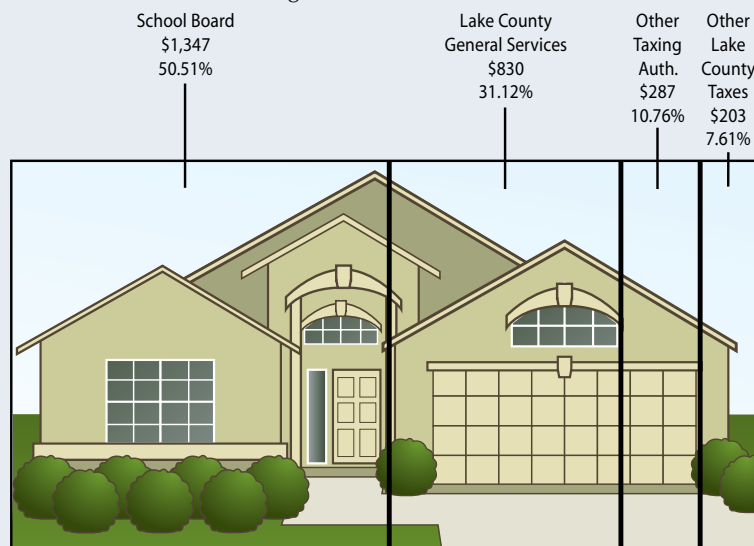 School Board
$1,347
50.51%
Lake County
General Services
$830
31.12%
Other
Taxing
Auth.
$287
10.76%
Other
Lake
County
Taxes
$203
7.61%